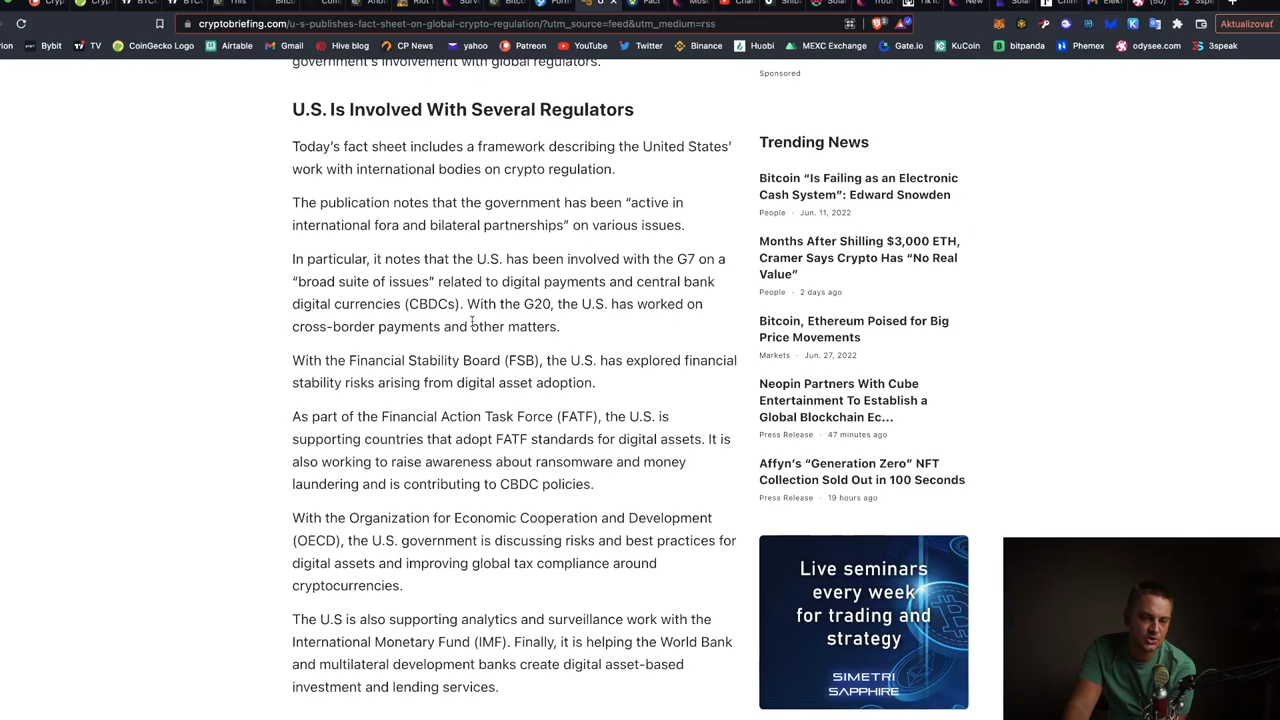 cryptobriefing.com/u-s-publishes-fact-sheet-on-global-crypto-regulation/?utm_source=feed&utm_medium=rss
Aktualizovať
Bybit TV CoinGecko Logo Airtable Gmail Hive blog CP News yahoo Patreon YouTube Twitter Binance Huobi MEXC Exchange Gate.io KuCoin bitpanda Phemex odysee.com 3speak
government's involvement with global regulators.
U.S. Is Involved With Several Regulators
Today's fact sheet includes a framework describing the United States'
work with international bodies on crypto regulation.
The publication notes that the government has been “active in
international fora and bilateral partnerships” on various issues.
In particular, it notes that the U.S. has been involved with the G7 on a
“broad suite of issues” related to digital payments and central bank
digital currencies (CBDCs). With the G20, the U.S. has worked on
cross-border payments and other matters.
With the Financial Stability Board (FSB), the U.S. has explored financial
stability risks arising from digital asset adoption.
As part of the Financial Action Task Force (FATF), the U.S. is
supporting countries that adopt FATF standards for digital assets. It is
also working to raise awareness about ransomware and money
laundering and is contributing to CBDC policies.
With the Organization for Economic Cooperation and Development
(OECD), the U.S. government is discussing risks and best practices for
digital assets and improving global tax compliance around
cryptocurrencies.
The U.S is also supporting analytics and surveillance work with the
International Monetary Fund (IMF). Finally, it is helping the World Bank
and multilateral development banks create digital asset-based
investment and lending services.
Sponsored
Trending News
Bitcoin “Is Failing as an Electronic
Cash System”: Edward Snowden
People · Jun. 11, 2022
Months After Shilling $3,000 ETH,
Cramer Says Crypto Has “No Real
Value”
People · 2 days ago
Bitcoin, Ethereum Poised for Big
Price Movements
Markets · Jun. 27, 2022
Neopin Partners With Cube
Entertainment To Establish a
Global Blockchain Ec...
Press Release · 47 minutes ago
Affyn's “Generation Zero” NFT
Collection Sold Out in 100 Seconds
Press Release · 19 hours ago
Live seminars
every week
for trading and
strategy
SIMETRI
SAPPHIRE